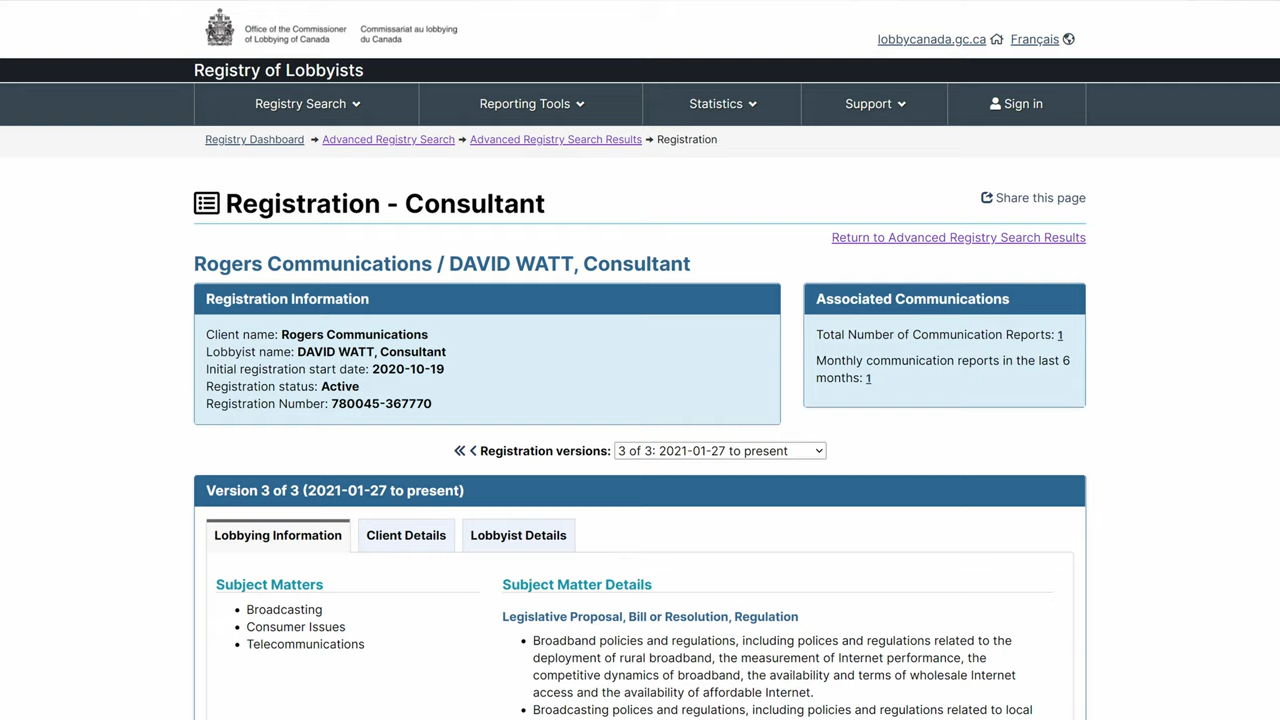 Office of the Commissioner of Lobbying of Canada
Commissariat au lobbying du Canada
lobbycanada.gc.ca Français
Registry of Lobbyists
Registry Search Reporting Tools Statistics Support Sign in
Registry Dashboard Advanced Registry Search Advanced Registry Search Results Registration
Registration - Consultant
Share this page
Return to Advanced Registry Search Results
Rogers Communications / DAVID WATT, Consultant
Registration Information
Client name: Rogers Communications
Lobbyist name: DAVID WATT, Consultant
Initial registration start date: 2020-10-19
Registration status: Active
Registration Number: 780045-367770
Associated Communications
Total Number of Communication Reports: 1
Monthly communication reports in the last 6
months: 1
Registration versions: 3 of 3: 2021-01-27 to present
Version 3 of 3 (2021-01-27 to present)
Lobbying Information Client Details Lobbyist Details
Subject Matters
• Broadcasting
• Consumer Issues
• Telecommunications
Subject Matter Details
Legislative Proposal, Bill or Resolution, Regulation
• Broadband policies and regulations, including polices and regulations related to the
deployment of rural broadband, the measurement of Internet performance, the
competitive dynamics of broadband, the availability and terms of wholesale Internet
access and the availability of affordable Internet.
• Broadcasting polices and regulations, including policies and regulations related to local